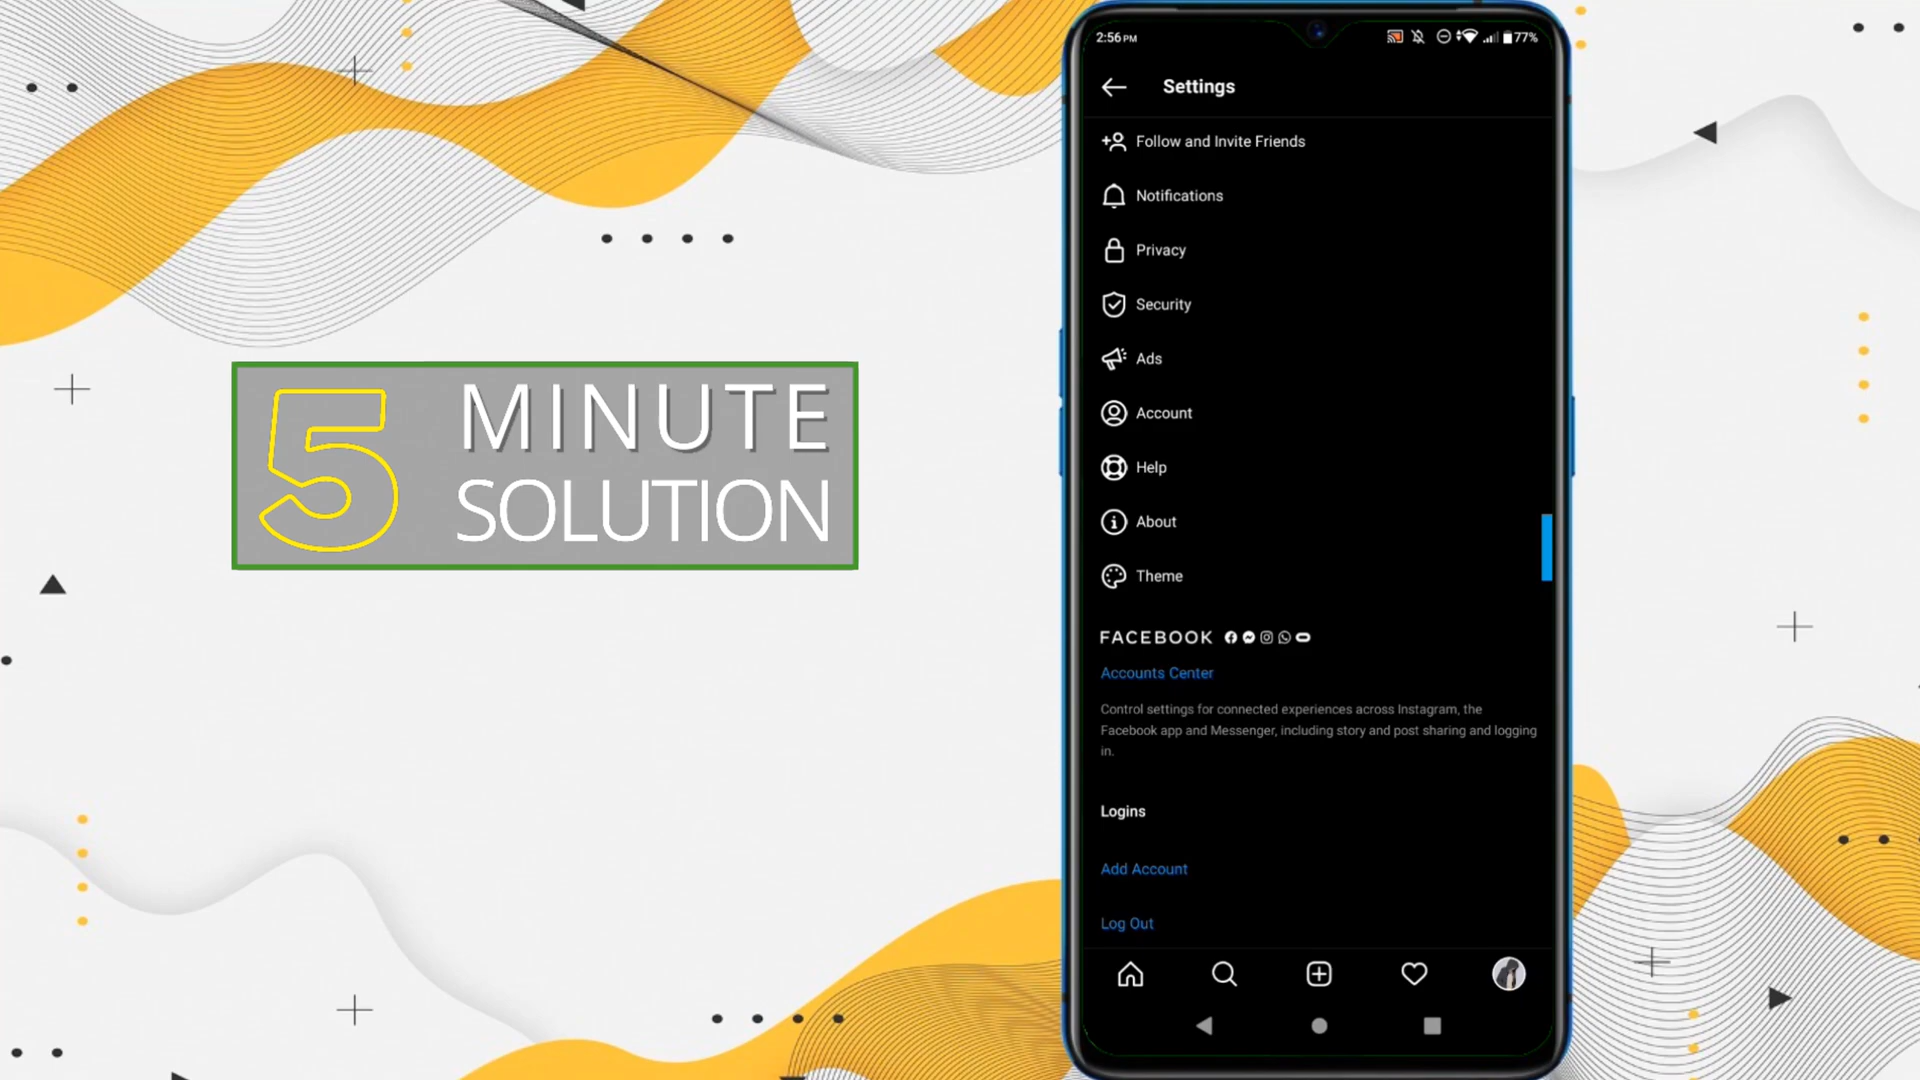 5 MINUTE
SOLUTION
2:56 PM
77%
Settings
Follow and Invite Friends
Notifications
Privacy
Security
Ads
Account
Help
About
Theme
FACEBOOK
Accounts Center
Control settings for connected experiences across Instagram, the
Facebook app and Messenger, including story and post sharing and logging
in.
Logins
Add Account
Log Out